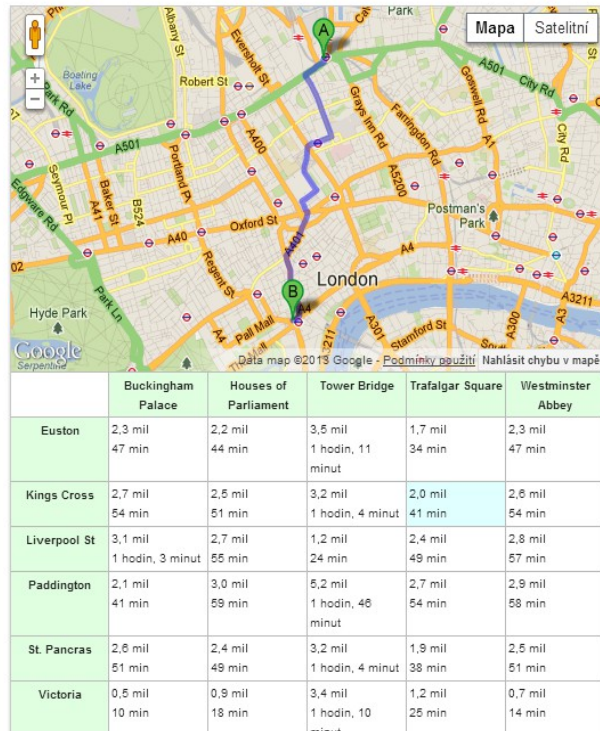 Park
Mapa
Satelitní
A
Albany St
Eversholt St
A501
City Rd
Boating
Lake
Robert St
Park Rd
Grays Inn Rd
Farringdon Rd
Goswell Rd
A1
City Rd
A501
A400
Portland Pl
A5200
Seymour Pl
Baker St
A41
B524
Edgware Rd
Postman's
Park
Oxford St
A40
A401
A4
Regent St
London
B
A4
A3211
Hyde Park
Park Ln
Pall Mall
A4
A3211
A301
Stamford St
A300
A3
The Mall
Google
Serpentine
Data map ©2013 Google - Podmínky použití Nahlásit chybu v mapě
Buckingham Palace
Houses of Parliament
Tower Bridge
Trafalgar Square
Westminster Abbey
Euston
2,3 mil
47 min
2,2 mil
44 min
3,5 mil
1 hodin, 11
minut
1,7 mil
34 min
2,3 mil
47 min
Kings Cross
2,7 mil
54 min
2,5 mil
51 min
3,2 mil
1 hodin, 4 minut
2,0 mil
41 min
2,6 mil
54 min
Liverpool St
3,1 mil
1 hodin, 3 minut
2,7 mil
55 min
1,2 mil
24 min
2,4 mil
49 min
2,8 mil
57 min
Paddington
2,1 mil
41 min
3,0 mil
59 min
5,2 mil
1 hodin, 46
minut
2,7 mil
54 min
2,9 mil
58 min
St. Pancras
2,6 mil
51 min
2,4 mil
49 min
3,2 mil
1 hodin, 4 minut
1,9 mil
38 min
2,5 mil
51 min
Victoria
0,5 mil
10 min
0,9 mil
18 min
3,4 mil
1 hodin, 10
minut
1,2 mil
25 min
0,7 mil
14 min